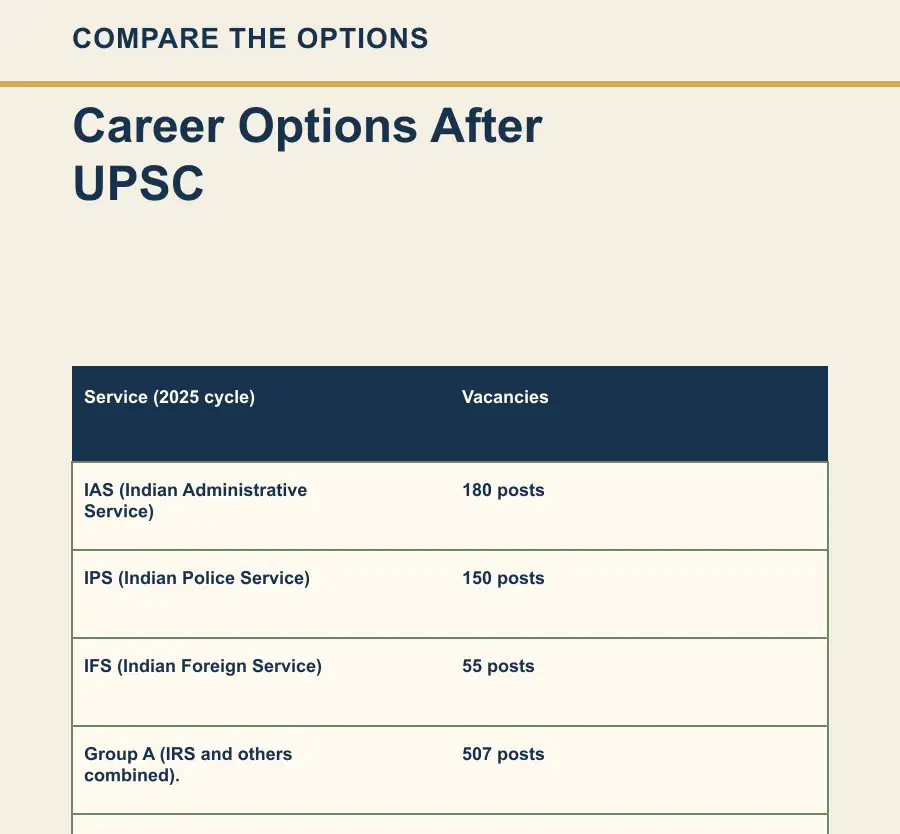 COMPARE THE OPTIONS
Career Options After
UPSC
Service (2025 cycle)
Vacancies
IAS (Indian Administrative
Service)
180 posts
IPS (Indian Police Service)
150 posts
IFS (Indian Foreign Service)
55 posts
Group A (IRS and others
combined).
507 posts